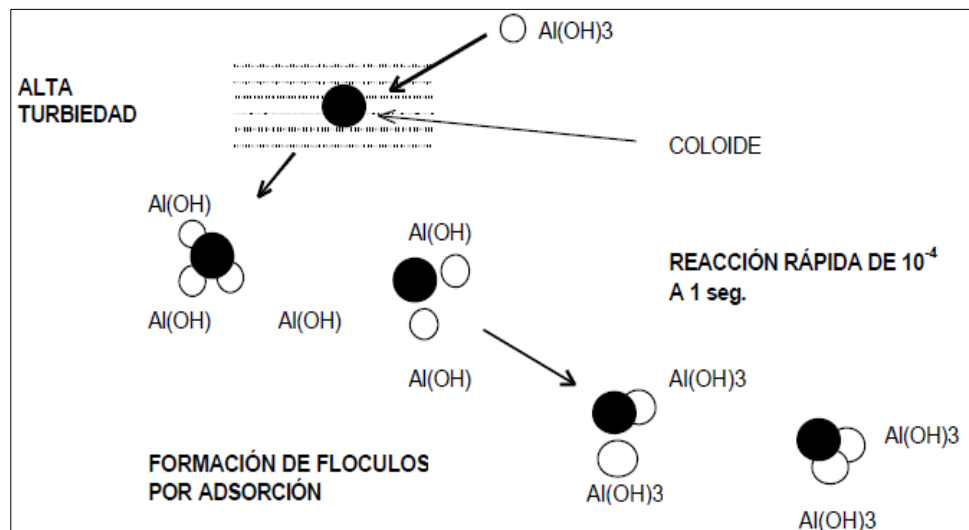 Al(OH)3
ALTA
TURBIEDAD
COLOIDE
Al(OH)
Al(OH)
REACCIÓN RÁPIDA DE 10⁻⁴
A 1 seg.
Al(OH)
Al(OH)
Al(OH)
Al(OH)3
Al(OH)3
FORMACIÓN DE FLOCULOS
POR ADSORCIÓN
Al(OH)3
Al(OH)3